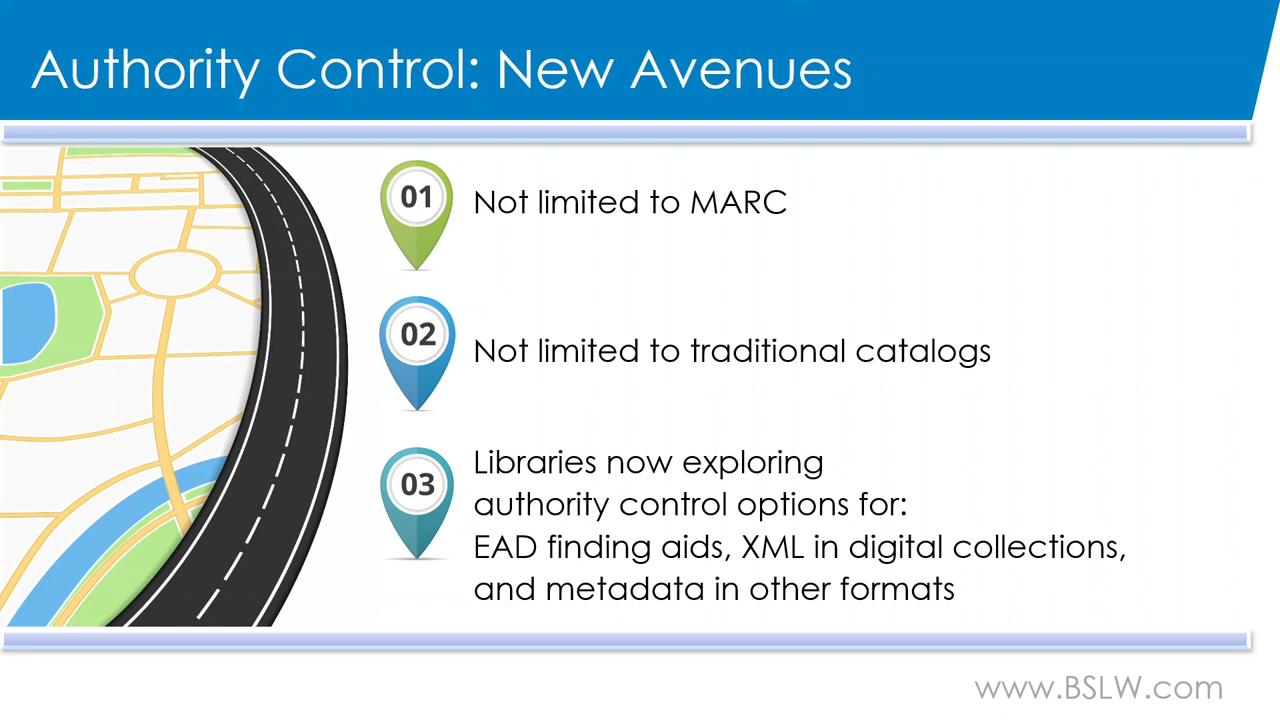 Authority Control: New Avenues
01
Not limited to MARC
02
Not limited to traditional catalogs
03
Libraries now exploring
authority control options for:
EAD finding aids, XML in digital collections,
and metadata in other formats
www.BSLW.com